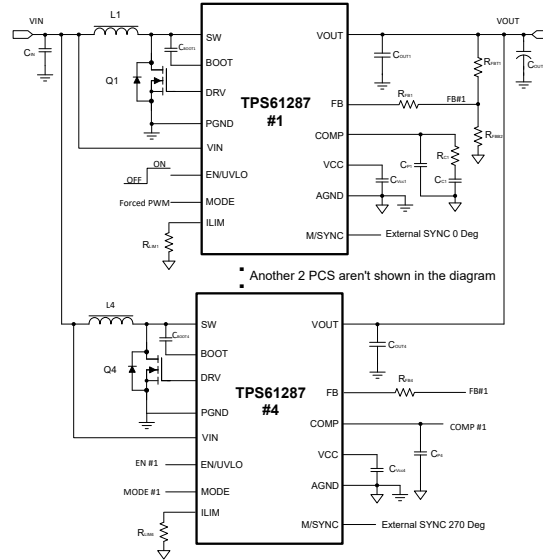 VIN
L1
VOUT
CIN
CBOOT1
SW
VOUT
COUT1
RFBT1
COUT
BOOT
Q1
DRV
TPS61287
#1
FB
RFB1
FB#1
PGND
COMP
RFBB2
VIN
RC1
CP1
CC1
ON
OFF
EN/UVLO
VCC
CVcc1
Forced PWM
MODE
AGND
ILIM
RLIM1
M/SYNC
External SYNC 0 Deg
Another 2 PCS aren't shown in the diagram
L4
CBOOT4
SW
VOUT
COUT4
BOOT
Q4
DRV
TPS61287
#4
FB
RFB4
FB#1
PGND
COMP
COMP #1
VIN
VCC
CVcc4
CP4
EN #1
EN/UVLO
AGND
MODE #1
MODE
ILIM
RLIM4
M/SYNC
External SYNC 270 Deg